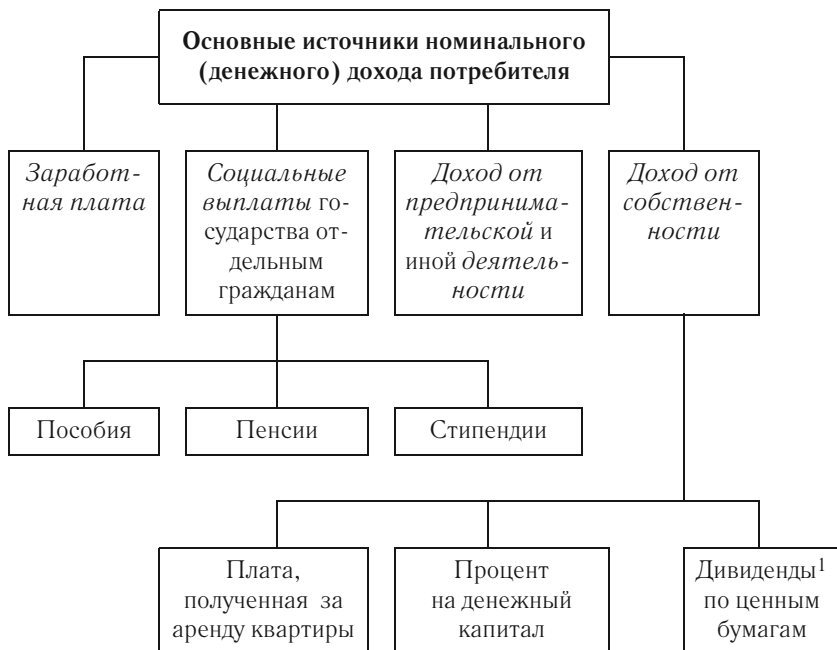 Основные источники номинального
(денежного) дохода потребителя
Заработ-
ная плата
Социальные
выплаты го-
сударства от-
дельным
гражданам
Доход от
предпринима-
тельской и
иной деятель-
ности
Доход от
собствен-
ности
Пособия
Пенсии
Стипендии
Плата,
полученная за
аренду квартиры
Процент
на денежный
капитал
Дивиденды¹
по ценным
бумагам